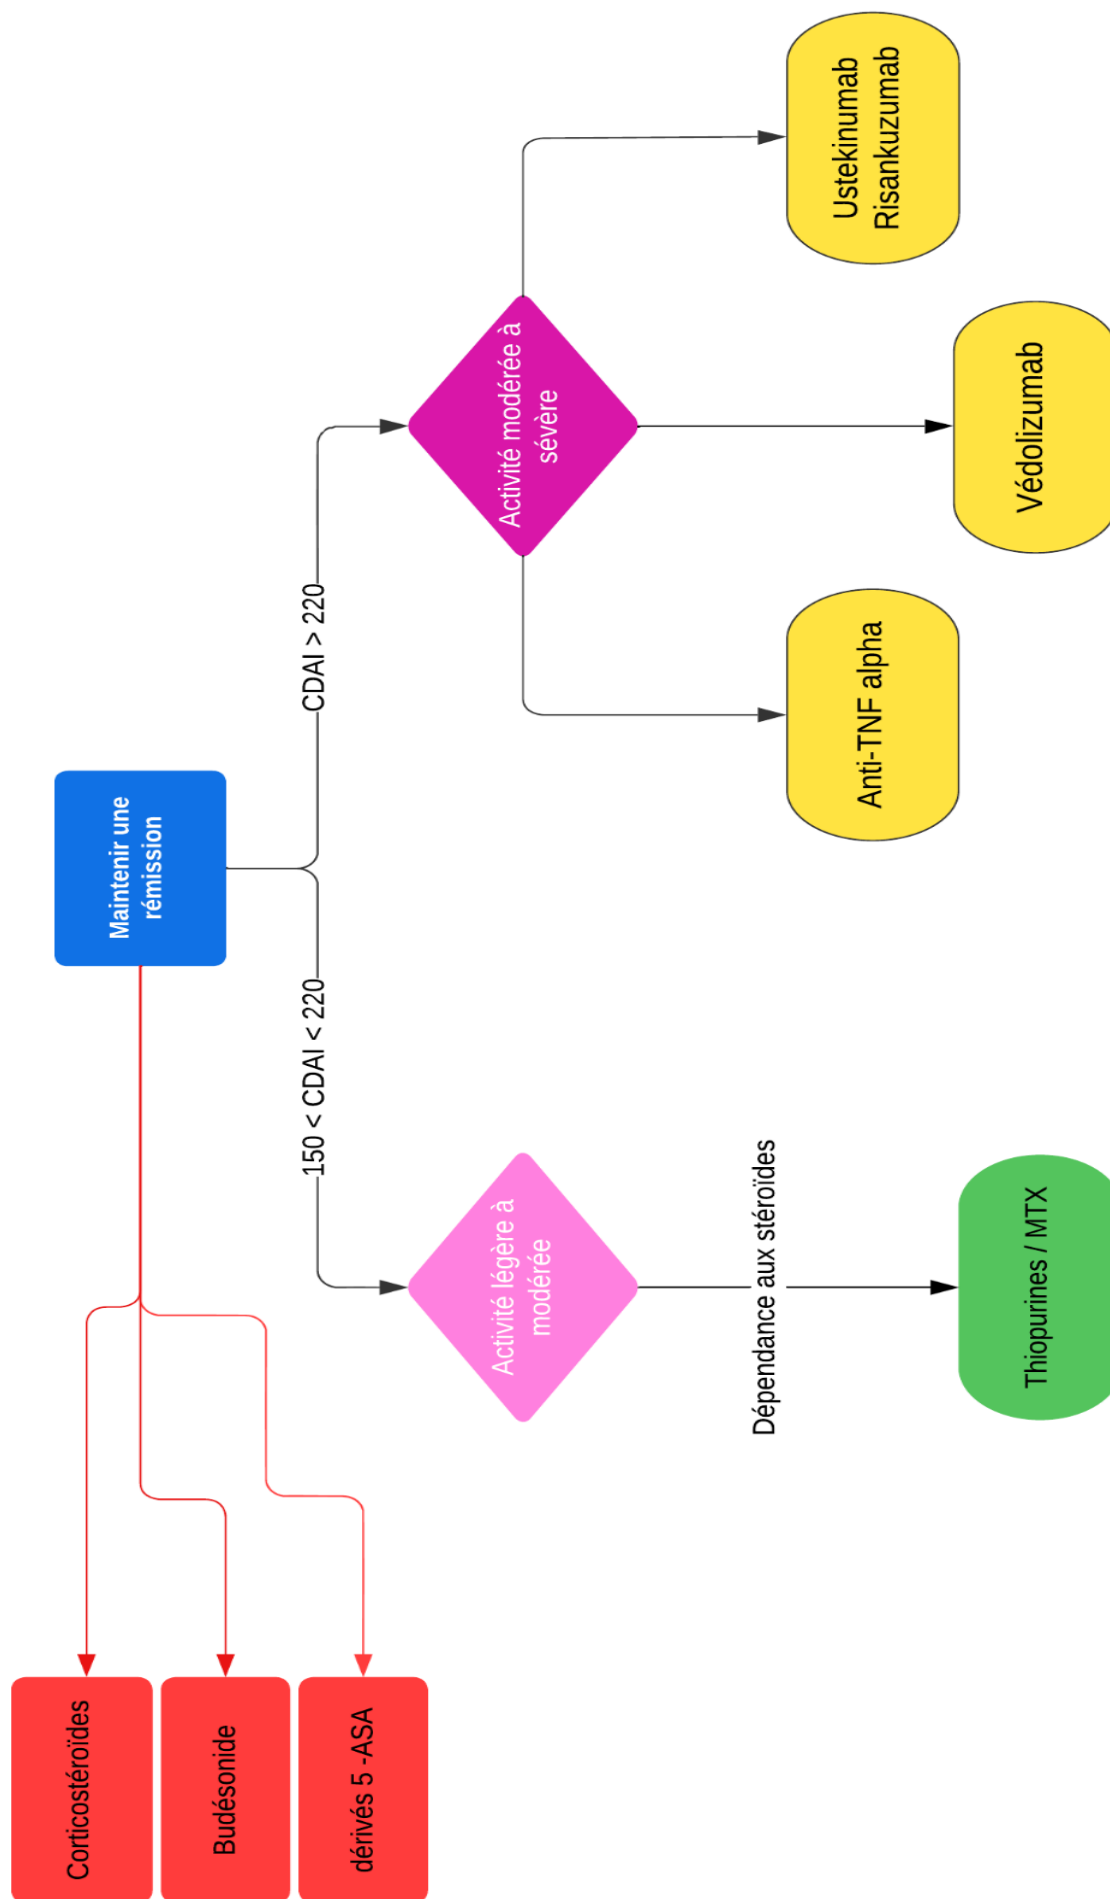 Maintenir une
rémission
Corticostéroïdes
Budésonide
dérivés 5 -ASA
150 < CDAI < 220
CDAI > 220
Activité légère à
modérée
Activité modérée à
sévère
Dépendance aux stéroïdes
Thiopurines / MTX
Anti-TNF alpha
Védolizumab
Ustekinumab
Risankuzumab